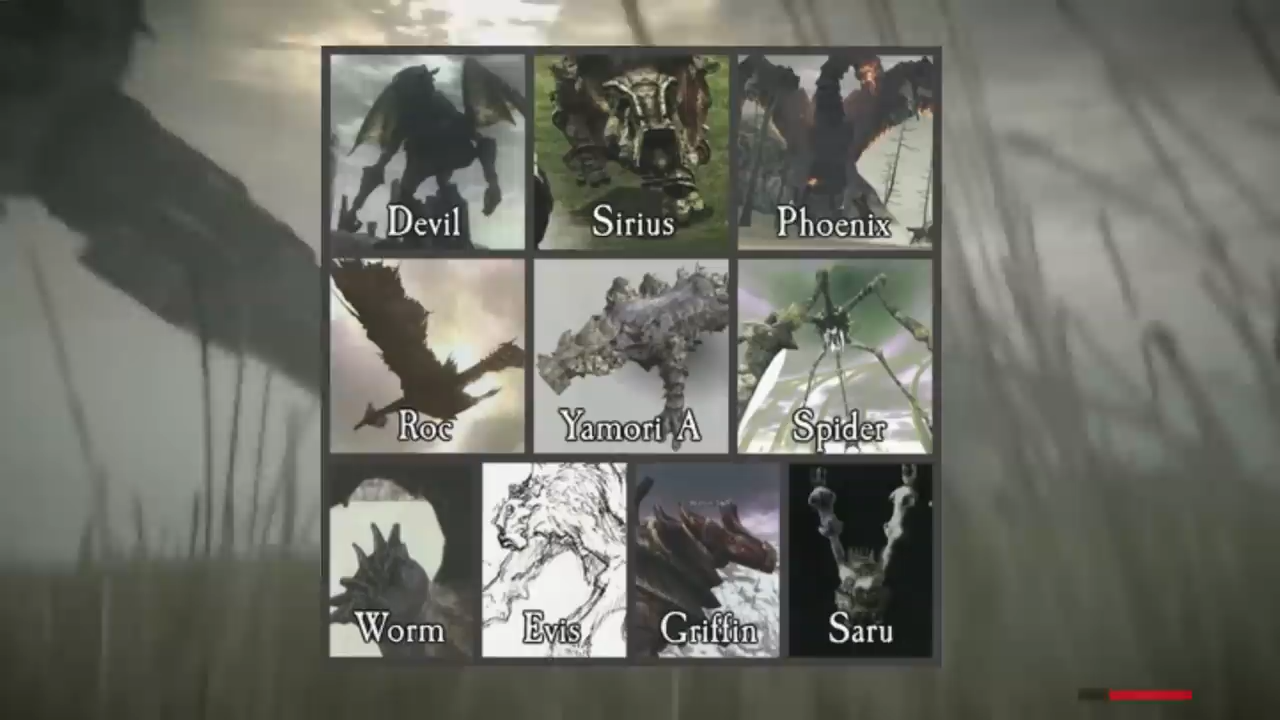 Devil
Sirius
Phoenix
Roc
Yamori A
Spider
Worm
Evis
Griffin
Saru